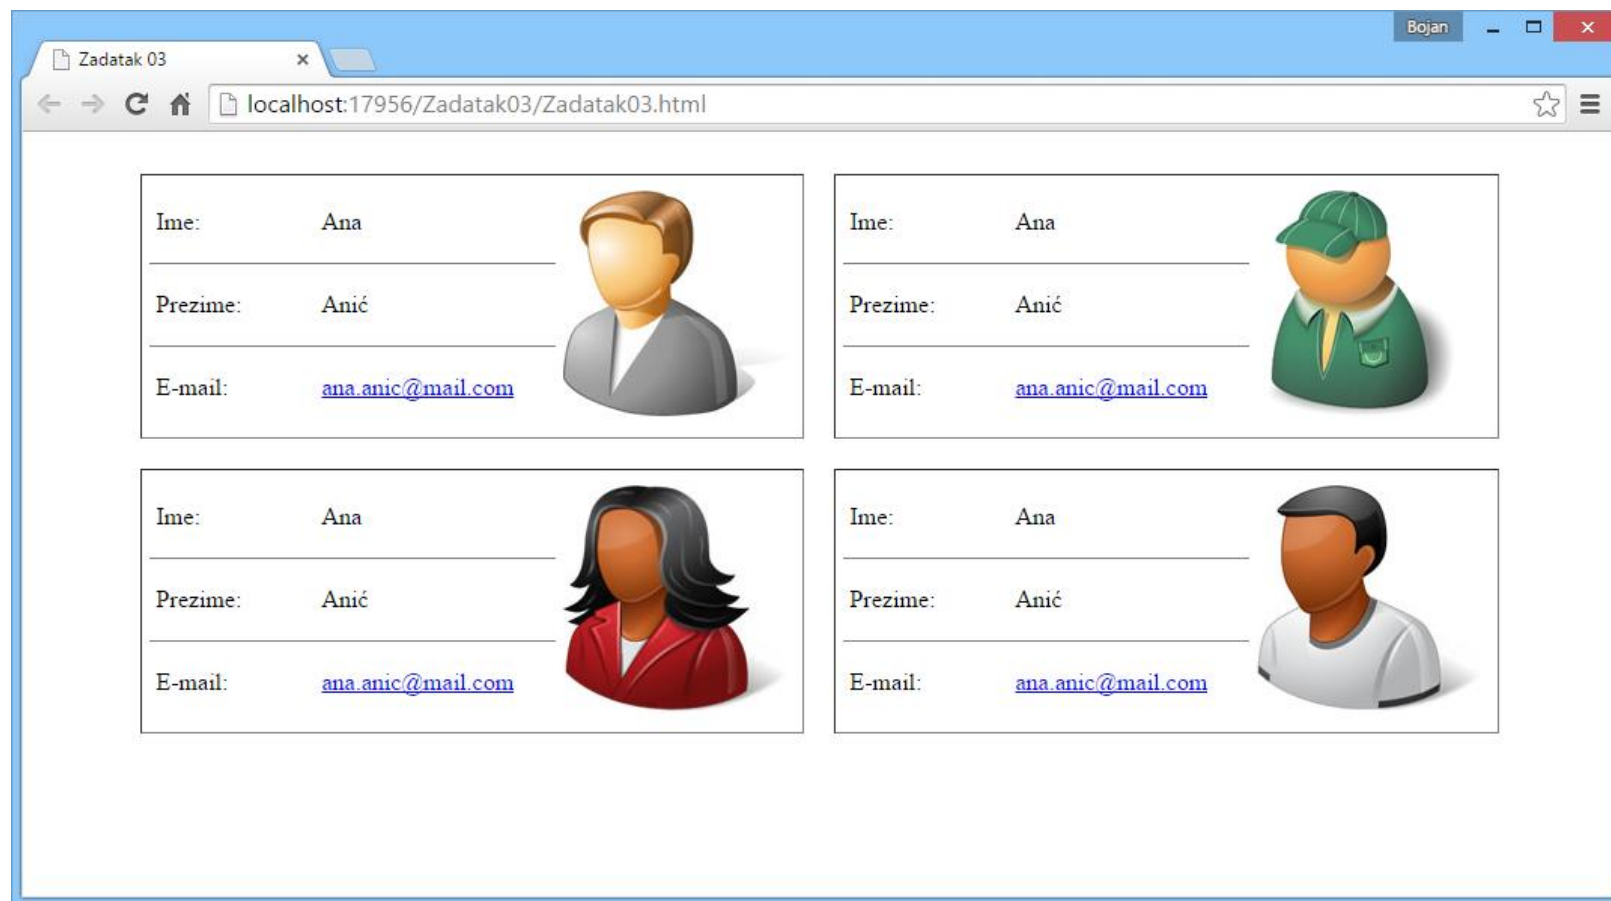 Bojan
Zadatak 03
localhost:17956/Zadatak03/Zadatak03.html
Ime: Ana
Prezime: Anić
E-mail: ana.anic@mail.com
Ime: Ana
Prezime: Anić
E-mail: ana.anic@mail.com
Ime: Ana
Prezime: Anić
E-mail: ana.anic@mail.com
Ime: Ana
Prezime: Anić
E-mail: ana.anic@mail.com